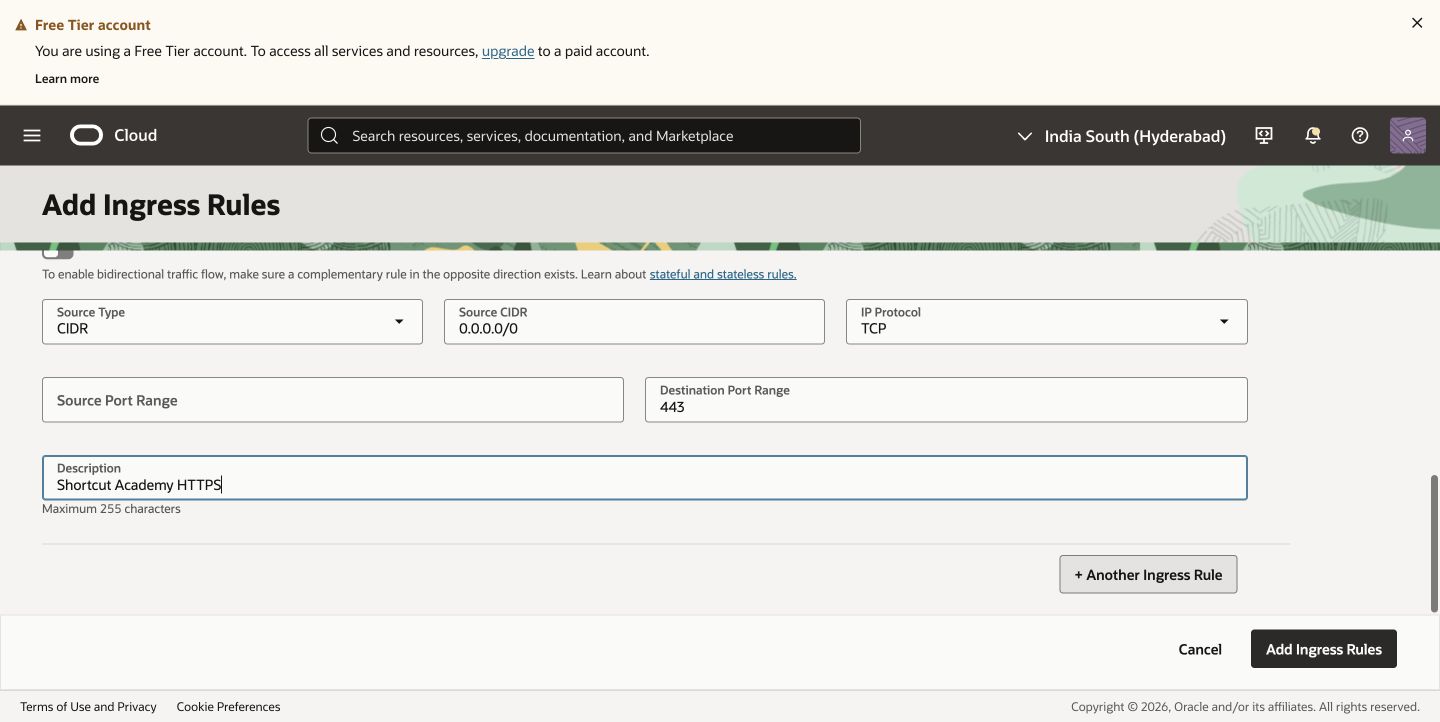 Free Tier account
You are using a Free Tier account. To access all services and resources, upgrade to a paid account.
Learn more
Cloud
Search resources, services, documentation, and Marketplace
India South (Hyderabad)
Add Ingress Rules
To enable bidirectional traffic flow, make sure a complementary rule in the opposite direction exists. Learn about stateful and stateless rules.
Source Type
CIDR
Source CIDR
0.0.0.0/0
IP Protocol
TCP
Source Port Range
Destination Port Range
443
Description
Shortcut Academy HTTPS
Maximum 255 characters
+ Another Ingress Rule
Cancel
Add Ingress Rules
Terms of Use and Privacy
Cookie Preferences
Copyright © 2026, Oracle and/or its affiliates. All rights reserved.